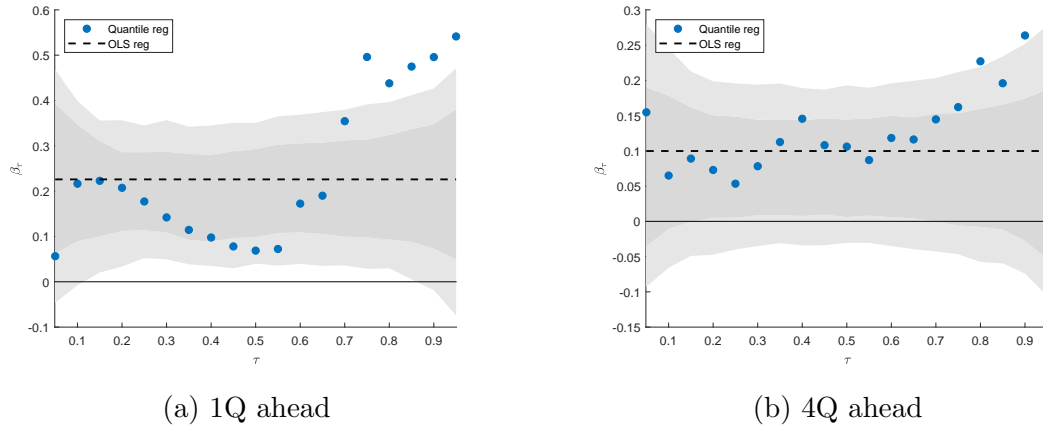 0.6
0.5
0.4
0.3
0.2
0.1
0
-0.1
β_τ
Quantile reg
OLS reg
0.1 0.2 0.3 0.4 0.5 0.6 0.7 0.8 0.9
τ
(a) 1Q ahead
0.3
0.25
0.2
0.15
0.1
0.05
0
-0.05
-0.1
-0.15
β_τ
Quantile reg
OLS reg
0.1 0.2 0.3 0.4 0.5 0.6 0.7 0.8 0.9
τ
(b) 4Q ahead